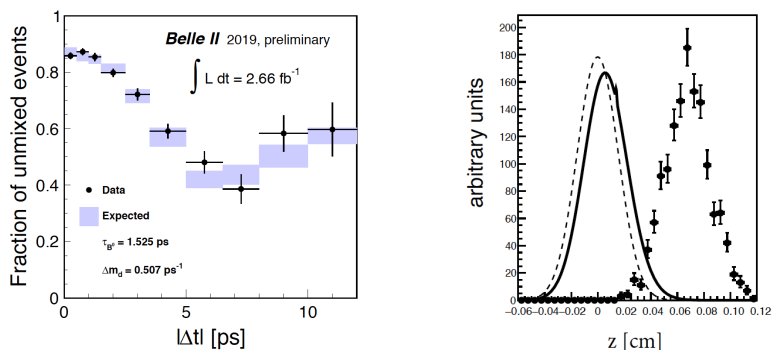 Fraction of unmixed events
1
0.8
0.6
0.4
0.2
0
Belle II 2019, preliminary
∫ L dt = 2.66 fb⁻¹
Data
Expected
τ_B⁰ = 1.525 ps
Δm_d = 0.507 ps⁻¹
0 5 10
|Δt| [ps]
arbitrary units
200
180
160
140
120
100
80
60
40
20
0
−0.06 −0.04 −0.02 0 0.02 0.04 0.06 0.08 0.10 0.12
z [cm]